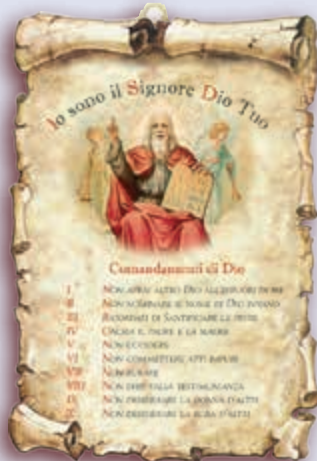 Io sono il Signore Dio Tuo
Comandamenti di Dio
I NON AVRAI ALTRO DIO ALL'INFUORI DI ME
II NON NOMINARE IL NOME DI DIO INVANO
III RICORDATI DI SANTIFICARE LE FESTE
IV ONORA IL PADRE E LA MADRE
V NON UCCIDERE
VI NON COMMETTERE ATTI IMPURI
VII NON RUBARE
VIII NON DIRE FALSA TESTIMONIANZA
IX NON DESIDERARE LA DONNA D'ALTRI
X NON DESIDERARE LA ROBA D'ALTRI